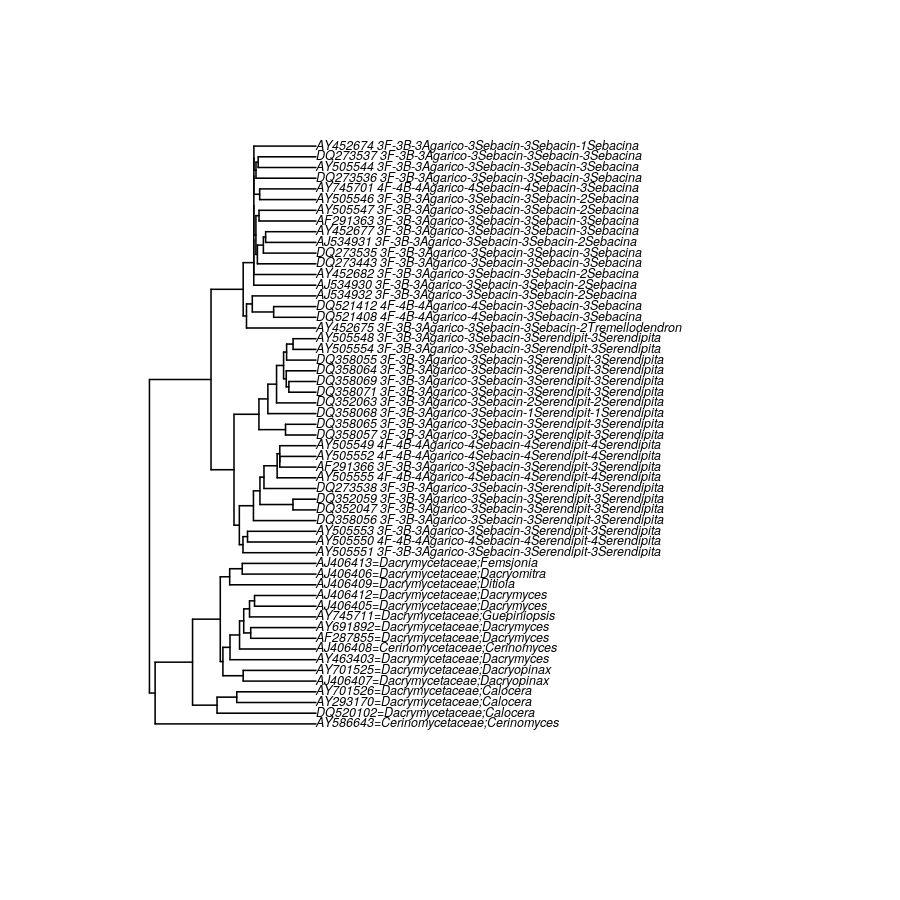 AY452674 3F-3B-3Agarico-3Sebacin-3Sebacin-1Sebacina
DQ273537 3F-3B-3Agarico-3Sebacin-3Sebacin-3Sebacina
AY505544 3F-3B-3Agarico-3Sebacin-3Sebacin-3Sebacina
DQ273536 3F-3B-3Agarico-3Sebacin-3Sebacin-3Sebacina
AY745701 4F-4B-4Agarico-4Sebacin-4Sebacin-3Sebacina
AY505546 3F-3B-3Agarico-3Sebacin-3Sebacin-2Sebacina
AY505547 3F-3B-3Agarico-3Sebacin-3Sebacin-2Sebacina
AF291363 3F-3B-3Agarico-3Sebacin-3Sebacin-3Sebacina
AY452677 3F-3B-3Agarico-3Sebacin-3Sebacin-3Sebacina
AJ534931 3F-3B-3Agarico-3Sebacin-3Sebacin-2Sebacina
DQ273535 3F-3B-3Agarico-3Sebacin-3Sebacin-3Sebacina
DQ273443 3F-3B-3Agarico-3Sebacin-3Sebacin-3Sebacina
AY452682 3F-3B-3Agarico-3Sebacin-3Sebacin-2Sebacina
AJ534930 3F-3B-3Agarico-3Sebacin-3Sebacin-2Sebacina
AJ534932 3F-3B-3Agarico-3Sebacin-3Sebacin-2Sebacina
DQ521412 4F-4B-4Agarico-4Sebacin-3Sebacin-3Sebacina
DQ521408 4F-4B-4Agarico-4Sebacin-3Sebacin-3Sebacina
AY452675 3F-3B-3Agarico-3Sebacin-3Sebacin-2Tremellodendron
AY505548 3F-3B-3Agarico-3Sebacin-3Serendipit-3Serendipita
AY505554 3F-3B-3Agarico-3Sebacin-3Serendipit-3Serendipita
DQ358055 3F-3B-3Agarico-3Sebacin-3Serendipit-3Serendipita
DQ358064 3F-3B-3Agarico-3Sebacin-3Serendipit-3Serendipita
DQ358069 3F-3B-3Agarico-3Sebacin-3Serendipit-3Serendipita
DQ358071 3F-3B-3Agarico-3Sebacin-3Serendipit-3Serendipita
DQ352063 3F-3B-3Agarico-3Sebacin-2Serendipit-2Serendipita
DQ358068 3F-3B-3Agarico-3Sebacin-1Serendipit-1Serendipita
DQ358065 3F-3B-3Agarico-3Sebacin-3Serendipit-3Serendipita
DQ358057 3F-3B-3Agarico-3Sebacin-3Serendipit-3Serendipita
AY505549 4F-4B-4Agarico-4Sebacin-4Serendipit-4Serendipita
AY505552 4F-4B-4Agarico-4Sebacin-4Serendipit-4Serendipita
AF291366 3F-3B-3Agarico-3Sebacin-3Serendipit-3Serendipita
AY505555 4F-4B-4Agarico-4Sebacin-4Serendipit-4Serendipita
DQ273538 3F-3B-3Agarico-3Sebacin-3Serendipit-3Serendipita
DQ352059 3F-3B-3Agarico-3Sebacin-3Serendipit-3Serendipita
DQ352047 3F-3B-3Agarico-3Sebacin-3Serendipit-3Serendipita
DQ358056 3F-3B-3Agarico-3Sebacin-3Serendipit-3Serendipita
AY505553 3F-3B-3Agarico-3Sebacin-3Serendipit-3Serendipita
AY505550 4F-4B-4Agarico-4Sebacin-4Serendipit-4Serendipita
AY505551 3F-3B-3Agarico-3Sebacin-3Serendipit-3Serendipita
AJ406413=Dacrymycetaceae;Femsjonia
AJ406406=Dacrymycetaceae;Dacryomitra
AJ406409=Dacrymycetaceae;Ditiola
AJ406412=Dacrymycetaceae;Dacrymyces
AJ406405=Dacrymycetaceae;Dacrymyces
AY745711=Dacrymycetaceae;Guepiniopsis
AY691892=Dacrymycetaceae;Dacrymyces
AF287855=Dacrymycetaceae;Dacrymyces
AJ406408=Cerinomycetaceae;Cerinomyces
AY463403=Dacrymycetaceae;Dacrymyces
AY701525=Dacrymycetaceae;Dacryopinax
AJ406407=Dacrymycetaceae;Dacryopinax
AY701526=Dacrymycetaceae;Calocera
AY293170=Dacrymycetaceae;Calocera
DQ520102=Dacrymycetaceae;Calocera
AY586643=Cerinomycetaceae;Cerinomyces